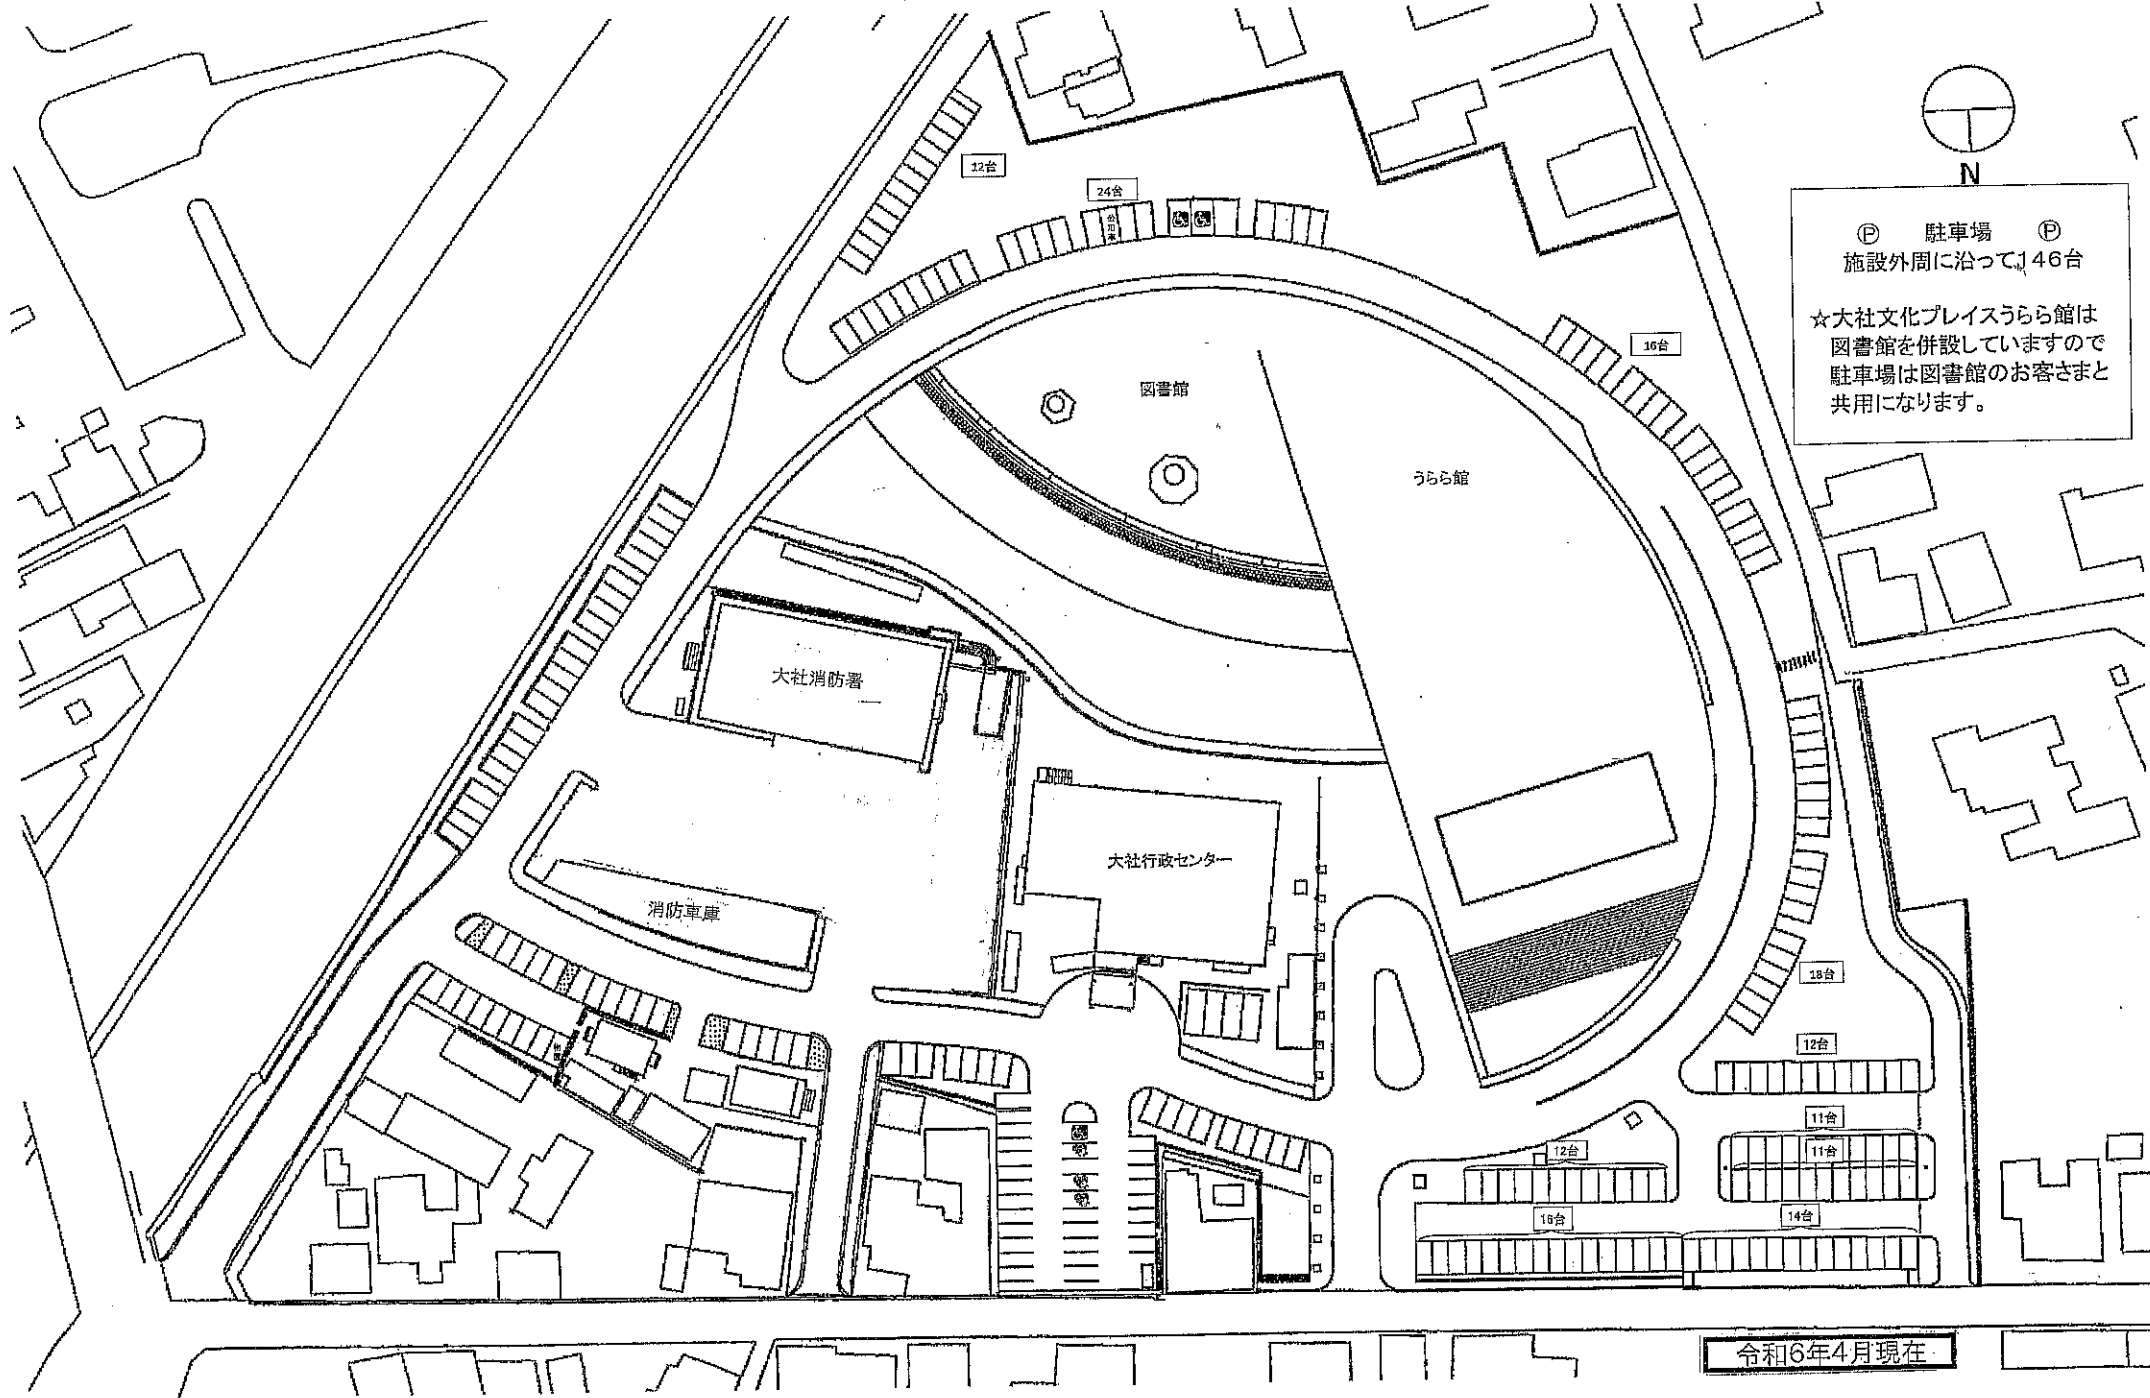 N
Ⓟ 駐車場 Ⓟ
施設外周に沿って146台
☆大社文化プレイスうらら館は
図書館を併設していますので
駐車場は図書館のお客さまと
共用になります。
12台
24台
公用車
16台
図書館
うらら館
大社消防署
大社行政センター
消防車庫
18台
12台
11台
11台
12台
16台
14台
令和6年4月現在